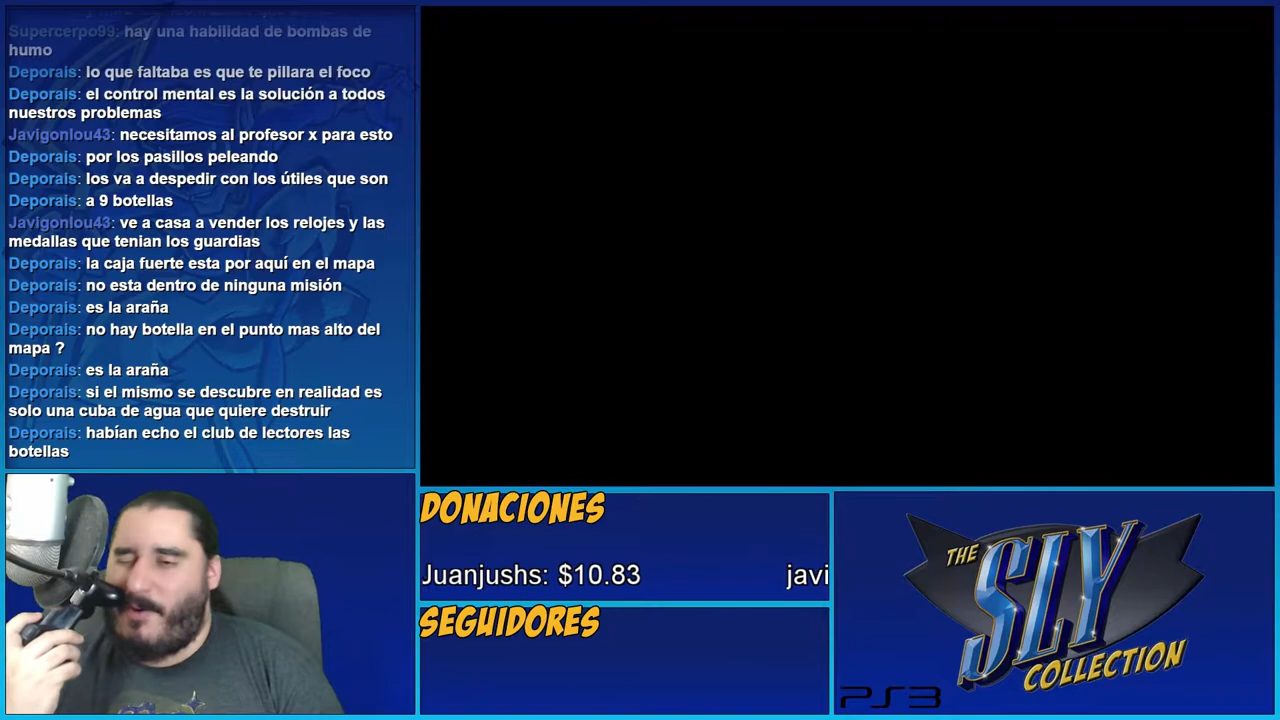 Supercerpo99: hay una habilidad de bombas de
humo
Deporais: lo que faltaba es que te pillara el foco
Deporais: el control mental es la solución a todos
nuestros problemas
Javigonlou43: necesitamos al profesor x para esto
Deporais: por los pasillos peleando
Deporais: los va a despedir con los útiles que son
Deporais: a 9 botellas
Javigonlou43: ve a casa a vender los relojes y las
medallas que tenian los guardias
Deporais: la caja fuerte esta por aquí en el mapa
Deporais: no esta dentro de ninguna misión
Deporais: es la araña
Deporais: no hay botella en el punto mas alto del
mapa ?
Deporais: es la araña
Deporais: si el mismo se descubre en realidad es
solo una cuba de agua que quiere destruir
Deporais: habían echo el club de lectores las
botellas
DONACIONES
Juanjushs: $10.83 javi
SEGUIDORES
THE
SLY
COLLECTION
PS3